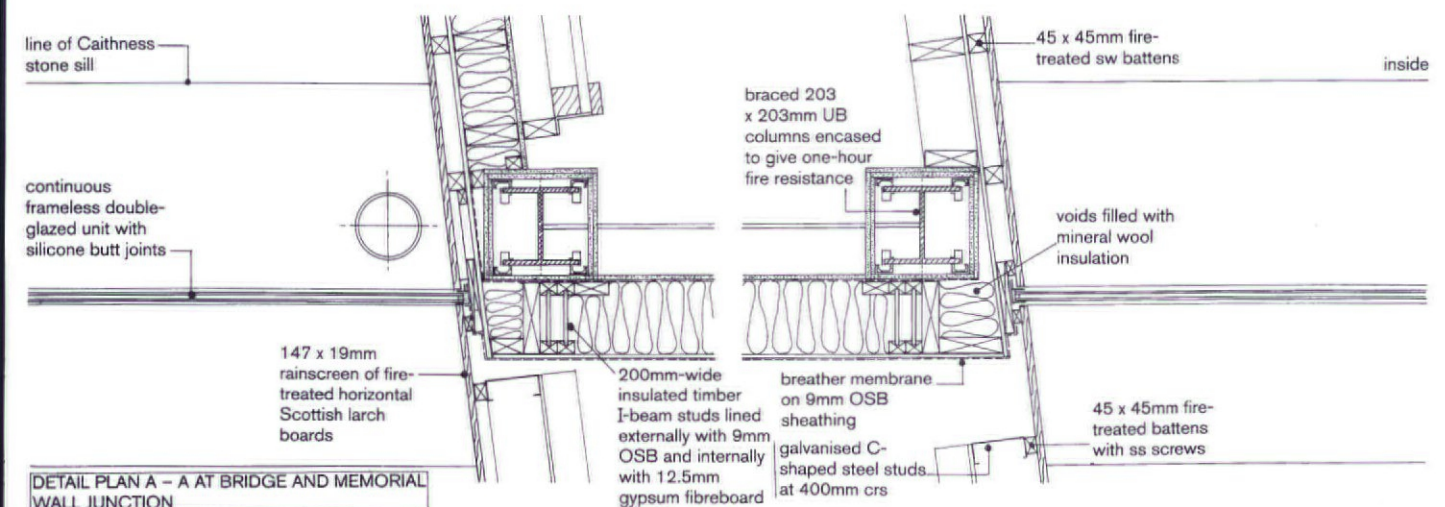 line of Caithness
stone sill
continuous
frameless double-
glazed unit with
silicone butt joints
147 x 19mm
rainscreen of fire-
treated horizontal
Scottish larch
boards
DETAIL PLAN A – A AT BRIDGE AND MEMORIAL
WALL JUNCTION
200mm-wide
insulated timber
I-beam studs lined
externally with 9mm
OSB and internally
with 12.5mm
gypsum fibreboard
braced 203
x 203mm UB
columns encased
to give one-hour
fire resistance
breather membrane
on 9mm OSB
sheathing
galvanised C-
shaped steel studs
at 400mm crs
45 x 45mm fire-
treated sw battens
inside
voids filled with
mineral wool
insulation
45 x 45mm fire-
treated battens
with ss screws